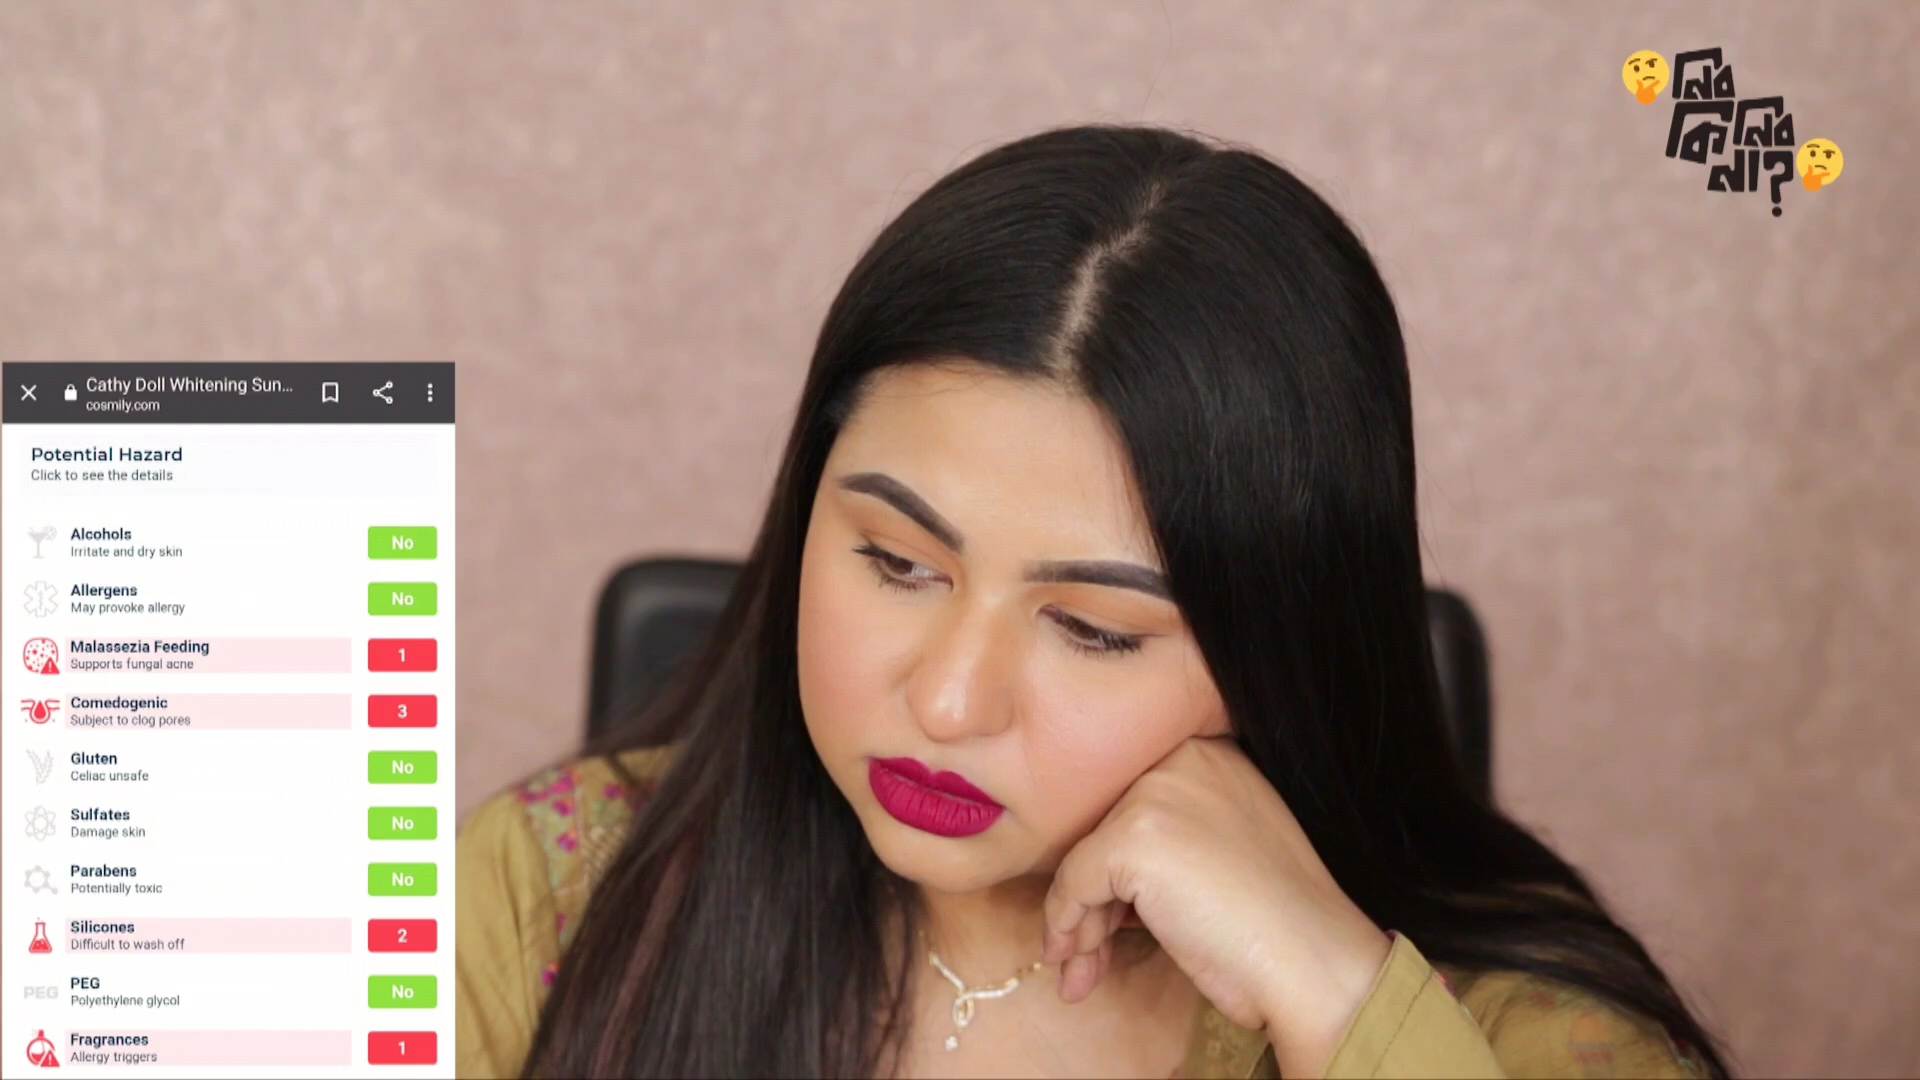 নিব
কি নিব
না?
Cathy Doll Whitening Sun...
cosmily.com
Potential Hazard
Click to see the details
Alcohols
Irritate and dry skin
No
Allergens
May provoke allergy
No
Malassezia Feeding
Supports fungal acne
1
Comedogenic
Subject to clog pores
3
Gluten
Celiac unsafe
No
Sulfates
Damage skin
No
Parabens
Potentially toxic
No
Silicones
Difficult to wash off
2
PEG
PEG
Polyethylene glycol
No
Fragrances
Allergy triggers
1